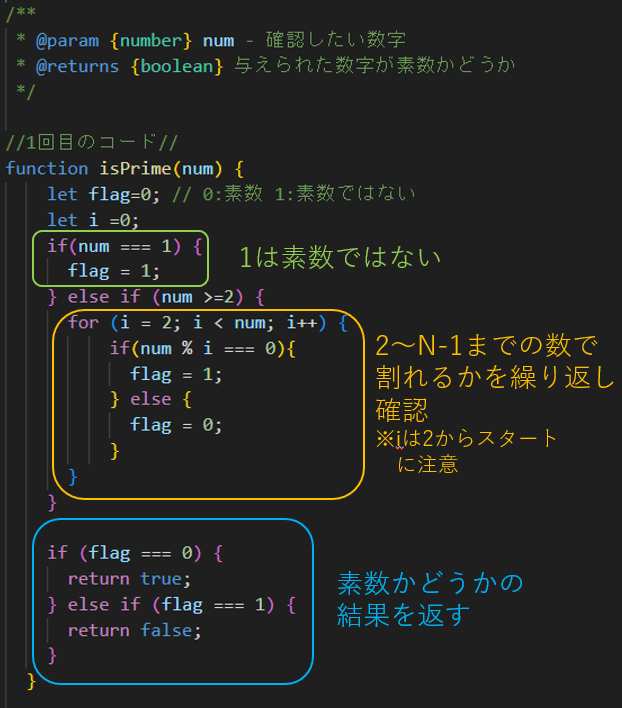 /**
 * @param {number} num - 確認したい数字
 * @returns {boolean} 与えられた数字が素数かどうか
 */
//1回目のコード//
function isPrime(num) {
let flag=0; // 0:素数 1:素数ではない
let i =0;
if(num === 1) {
flag = 1;
1は素数ではない
} else if (num >=2) {
for (i = 2; i < num; i++) {
if(num % i === 0){
flag = 1;
} else {
flag = 0;
}
}
}
2～N-1までの数で
割れるかを繰り返し
確認
※iは2からスタート
に注意
if (flag === 0) {
return true;
} else if (flag === 1) {
return false;
}
}
素数かどうかの
結果を返す